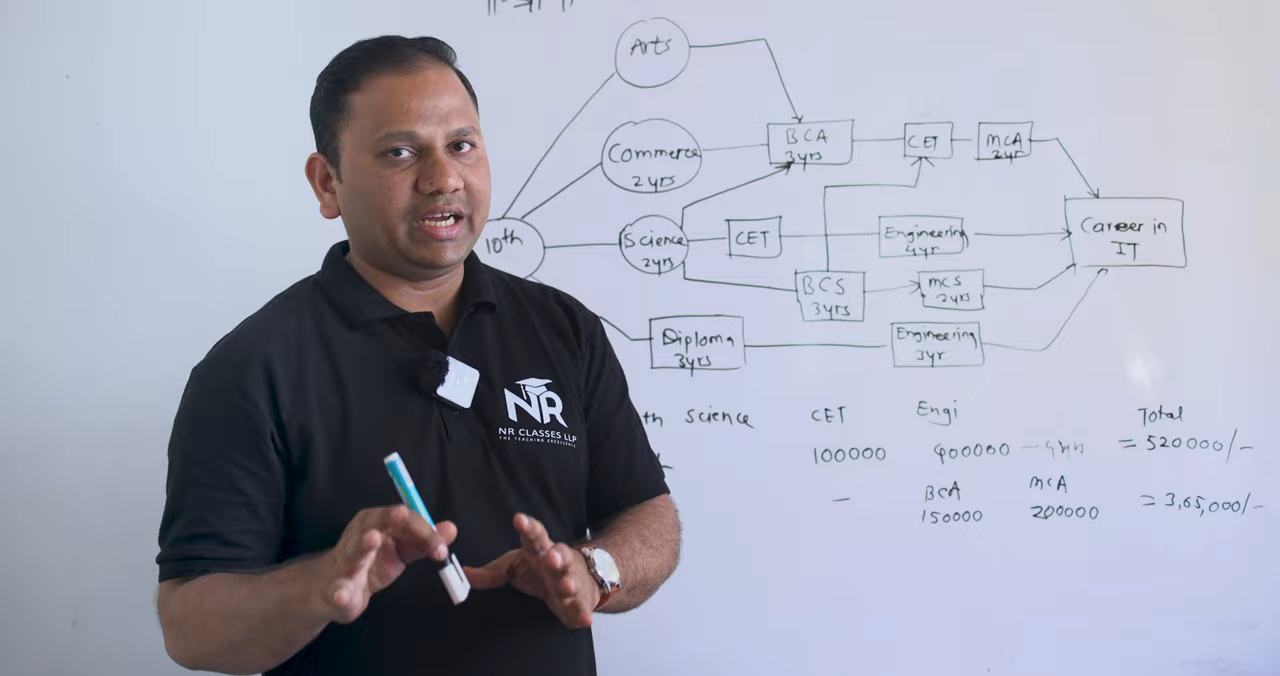 ॥श्री॥
Arts
BCA
3yrs
CET
MCA
2yr
Commerce
2yrs
10th
Science
2yrs
CET
Engineering
4yr
Career in
IT
BCS
3yrs
MCS
2yrs
Diploma
3yrs
Engineering
3yr
NR
NR CLASSES LLP
THE TEACHING EXCELLENCE
th Science CET Engi Total
100000 400000 - 4yrs = 520000/-
BCA MCA
- 150000 200000 = 3,65,000/-